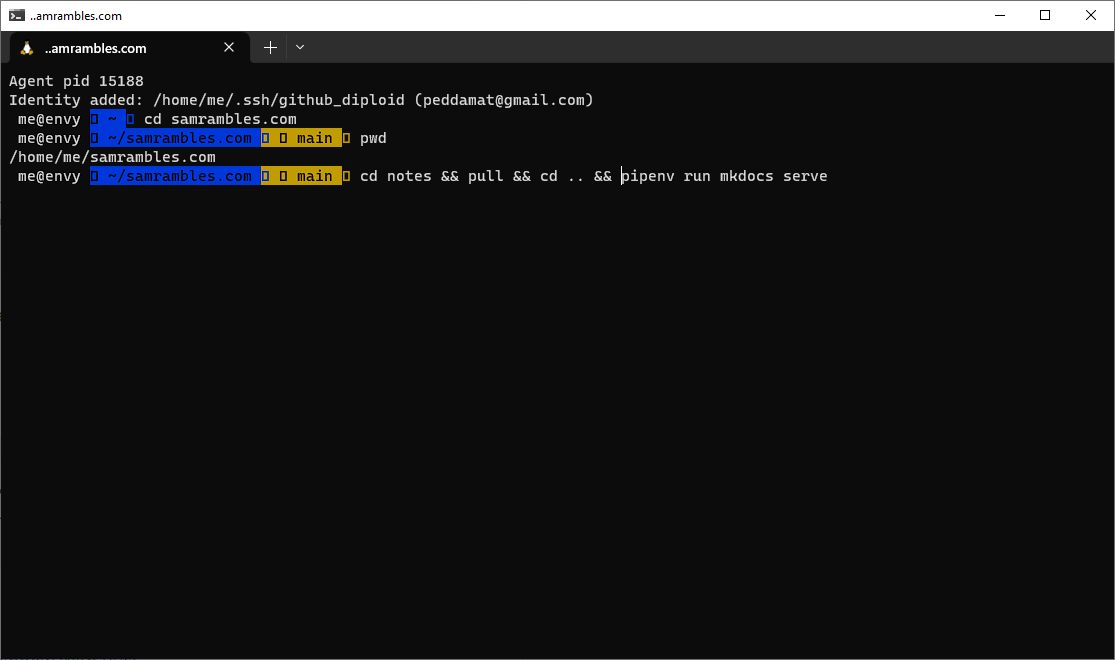 ..amrambles.com
..amrambles.com
Agent pid 15188
Identity added: /home/me/.ssh/github_diploid (peddamat@gmail.com)
me@envy ~ cd samrambles.com
me@envy ~/samrambles.com main pwd
/home/me/samrambles.com
me@envy ~/samrambles.com main cd notes && pull && cd .. && pipenv run mkdocs serve